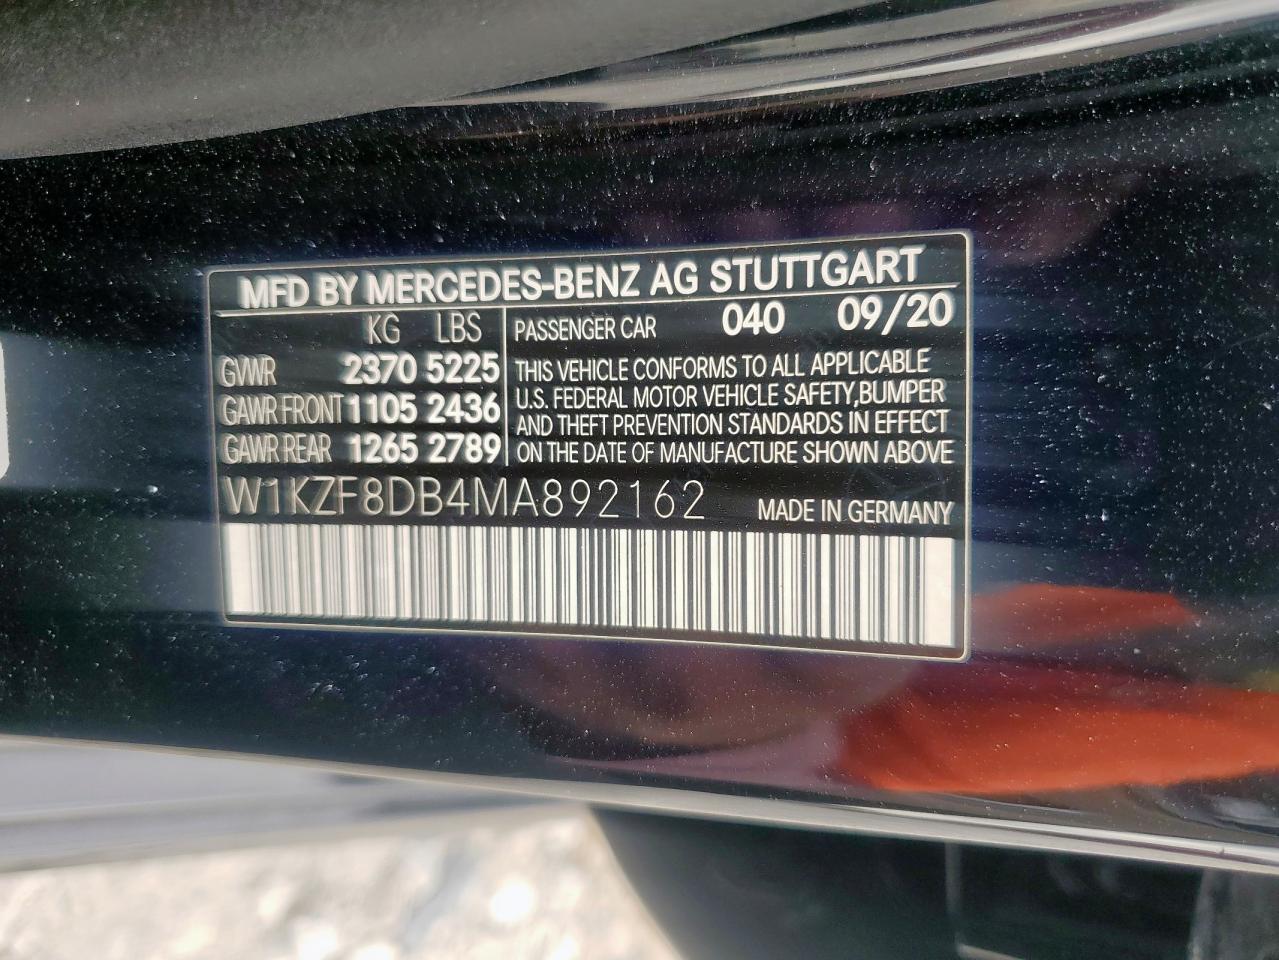 MFD BY MERCEDES-BENZ AG STUTTGART
KG LBS
GVWR 2370 5225
GAWR FRONT 1105 2436
GAWR REAR 1265 2789
PASSENGER CAR 040 09/20
THIS VEHICLE CONFORMS TO ALL APPLICABLE
U.S. FEDERAL MOTOR VEHICLE SAFETY,BUMPER
AND THEFT PREVENTION STANDARDS IN EFFECT
ON THE DATE OF MANUFACTURE SHOWN ABOVE
W1KZF8DB4MA892162 MADE IN GERMANY